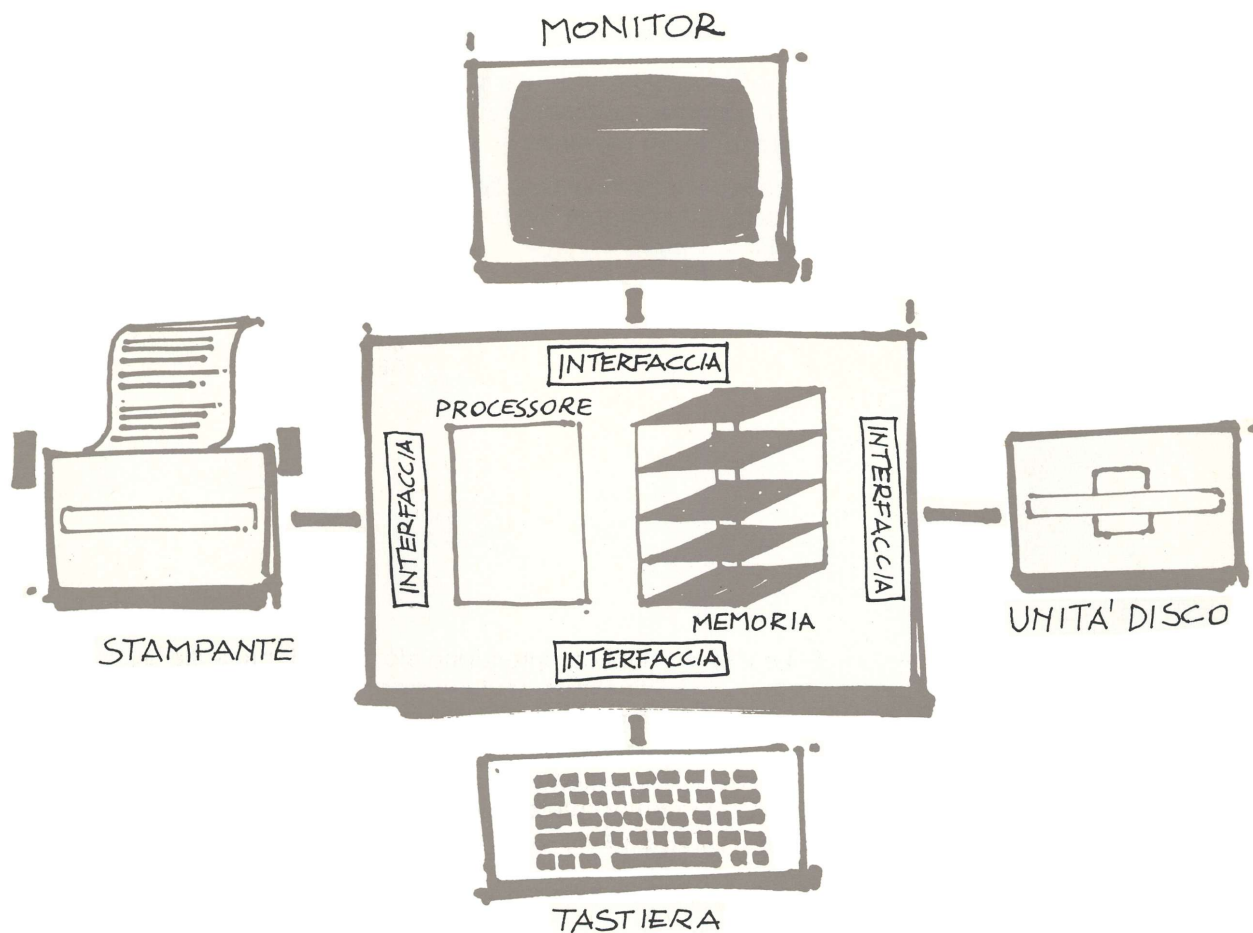 MONITOR
INTERFACCIA
PROCESSORE
INTERFACCIA
INTERFACCIA
MEMORIA
INTERFACCIA
STAMPANTE
UNITA' DISCO
TASTIERA